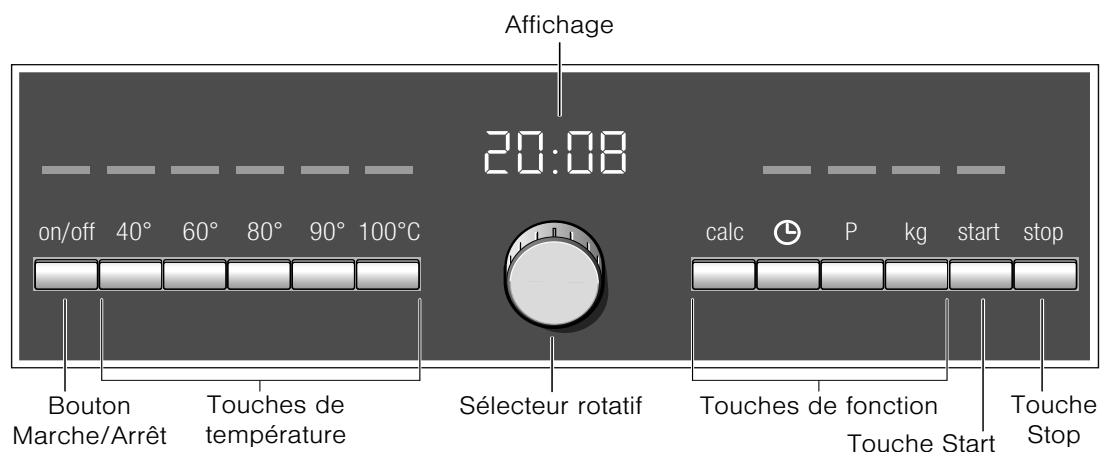 Affichage
20:08
on/off 40° 60° 80° 90° 100°C
calc P kg start stop
Bouton
Marche/Arrêt
Touches de
température
Sélecteur rotatif
Touches de fonction
Touche Start
Touche
Stop